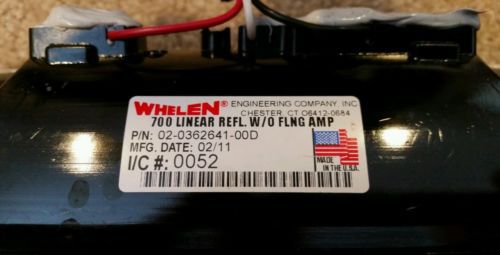 WHELEN® ENGINEERING COMPANY, INC
CHESTER, CT 06412-0684
700 LINEAR REFL. W/O FLNG AMP
P/N: 02-0362641-00D
MFG. DATE: 02/11
I/C #: 0052
MADE
IN THE U.S.A.